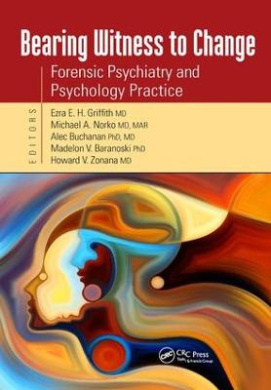 Bearing Witness to Change
Forensic Psychiatry and
Psychology Practice
EDITORS
Ezra E. H. Griffith MD
Michael A. Norko MD, MAR
Alec Buchanan PhD, MD
Madelon V. Baranoski PhD
Howard V. Zonana MD
CRC Press
Taylor & Francis Group